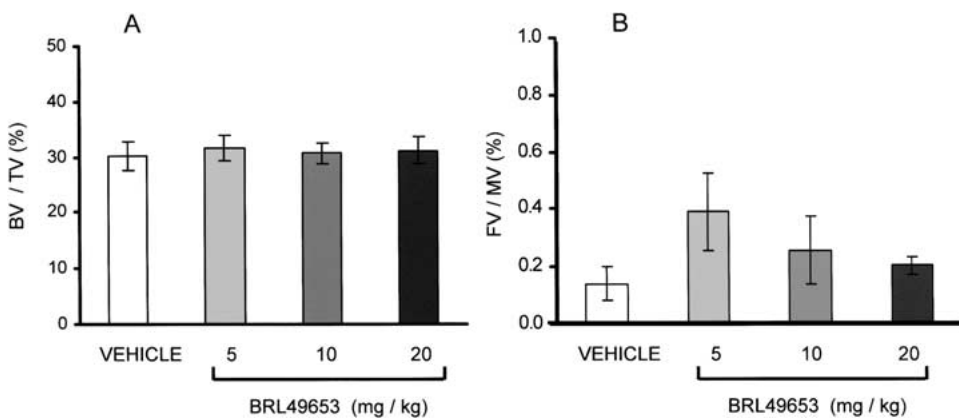 A
BV / TV (%)
50
40
30
20
10
0
VEHICLE 5 10 20
BRL49653 (mg / kg)
B
FV / MV (%)
1.0
0.8
0.6
0.4
0.2
0.0
VEHICLE 5 10 20
BRL49653 (mg / kg)